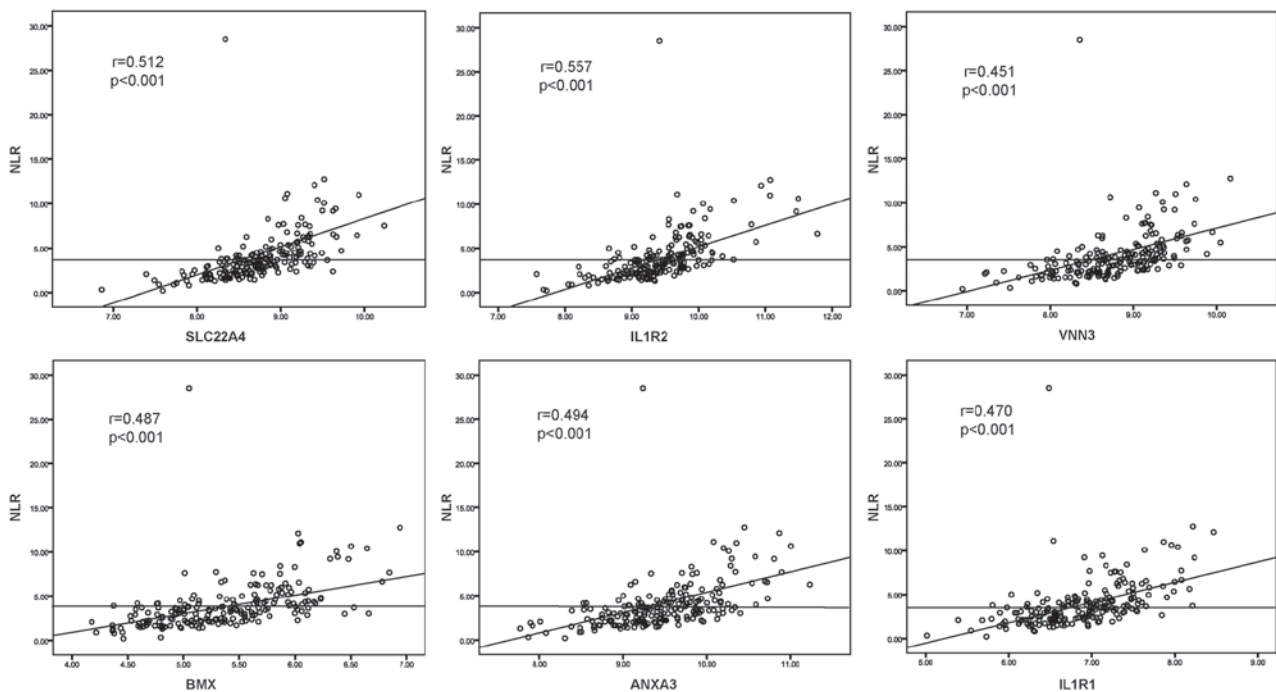 r=0.512
p<0.001
NLR
30.00
25.00
20.00
15.00
10.00
5.00
0.00
7.00 8.00 9.00 10.00
SLC22A4
r=0.557
p<0.001
NLR
30.00
25.00
20.00
15.00
10.00
5.00
0.00
7.00 8.00 9.00 10.00 11.00 12.00
IL1R2
r=0.451
p<0.001
NLR
30.00
25.00
20.00
15.00
10.00
5.00
0.00
7.00 8.00 9.00 10.00
VNN3
r=0.487
p<0.001
NLR
30.00
25.00
20.00
15.00
10.00
5.00
0.00
4.00 4.50 5.00 5.50 6.00 6.50 7.00
BMX
r=0.494
p<0.001
NLR
30.00
25.00
20.00
15.00
10.00
5.00
0.00
8.00 9.00 10.00 11.00
ANXA3
r=0.470
p<0.001
NLR
30.00
25.00
20.00
15.00
10.00
5.00
0.00
5.00 6.00 7.00 8.00 9.00
IL1R1